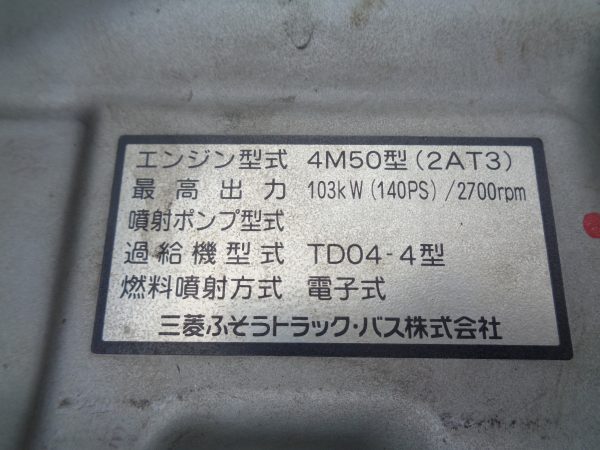 エンジン型式 4M50型(2AT3)
最高出力 103kW(140PS)/2700rpm
噴射ポンプ型式
過給機型式 TD04-4型
燃料噴射方式 電子式
三菱ふそうトラック・バス株式会社